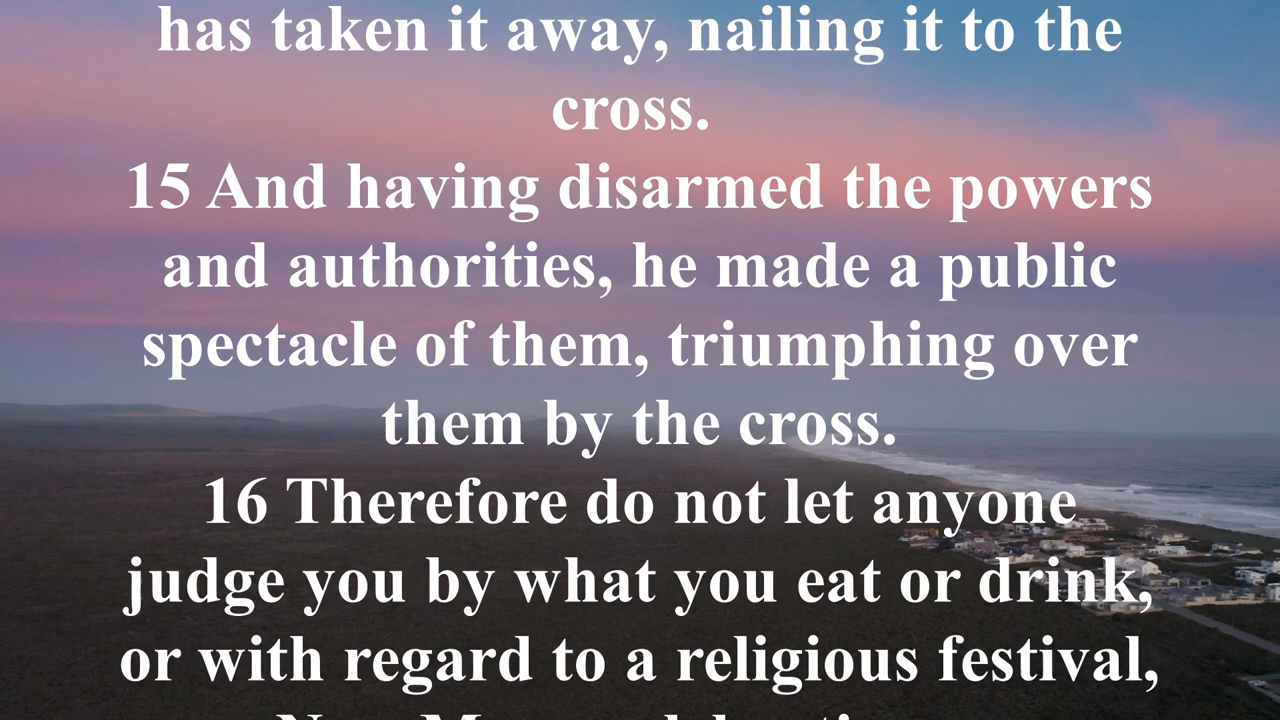 has taken it away, nailing it to the
cross.
15 And having disarmed the powers
and authorities, he made a public
spectacle of them, triumphing over
them by the cross.
16 Therefore do not let anyone
judge you by what you eat or drink,
or with regard to a religious festival,